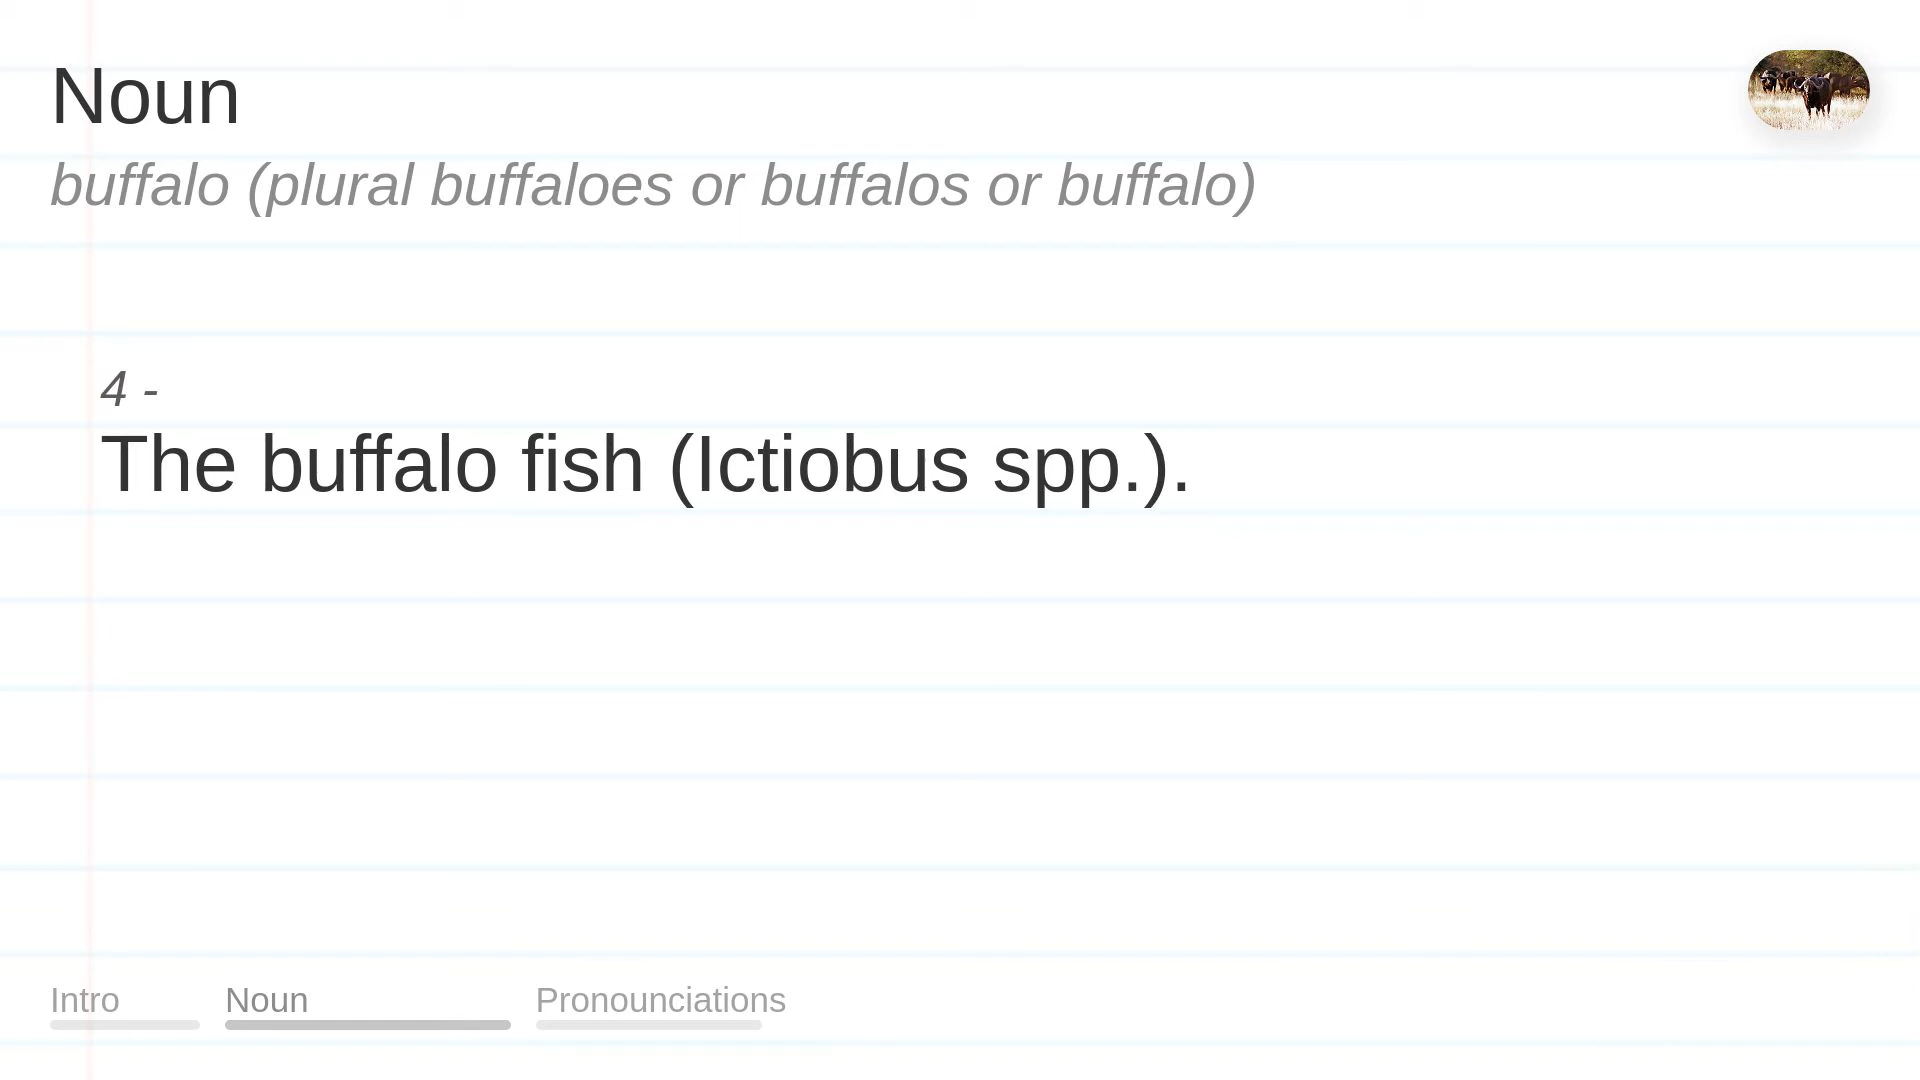 Noun
buffalo (plural buffaloes or buffalos or buffalo)
4 -
The buffalo fish (Ictiobus spp.).
Intro
Noun
Pronounciations